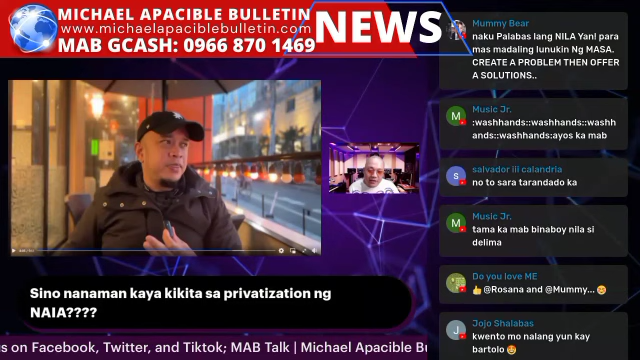 MICHAEL APACIBLE BULLETIN
www.michaelapaciblebulletin.com
MAB GCASH: 0966 870 1469
NEWS
Sino nanaman kaya kikita sa privatization ng
NAIA????
s on Facebook, Twitter, and Tiktok; MAB Talk | Michael Apacible Bu
Mummy Bear
naku Palabas lang NILA Yan! para
mas madaling lunukin Ng MASA.
CREATE A PROBLEM THEN OFFER
A SOLUTIONS..
M
Music Jr.
:washhands::washhands::washh
ands::washhands:ayos ka mab
S
salvador iii calandria
no to sara tarandado ka
M
Music Jr.
tama ka mab binaboy nila si
delima
Do you love ME
👍 @Rosana and @Mummy... 😊
J
Jojo Shalabas
kwento mo nalang yun kay
bartolo 🤩